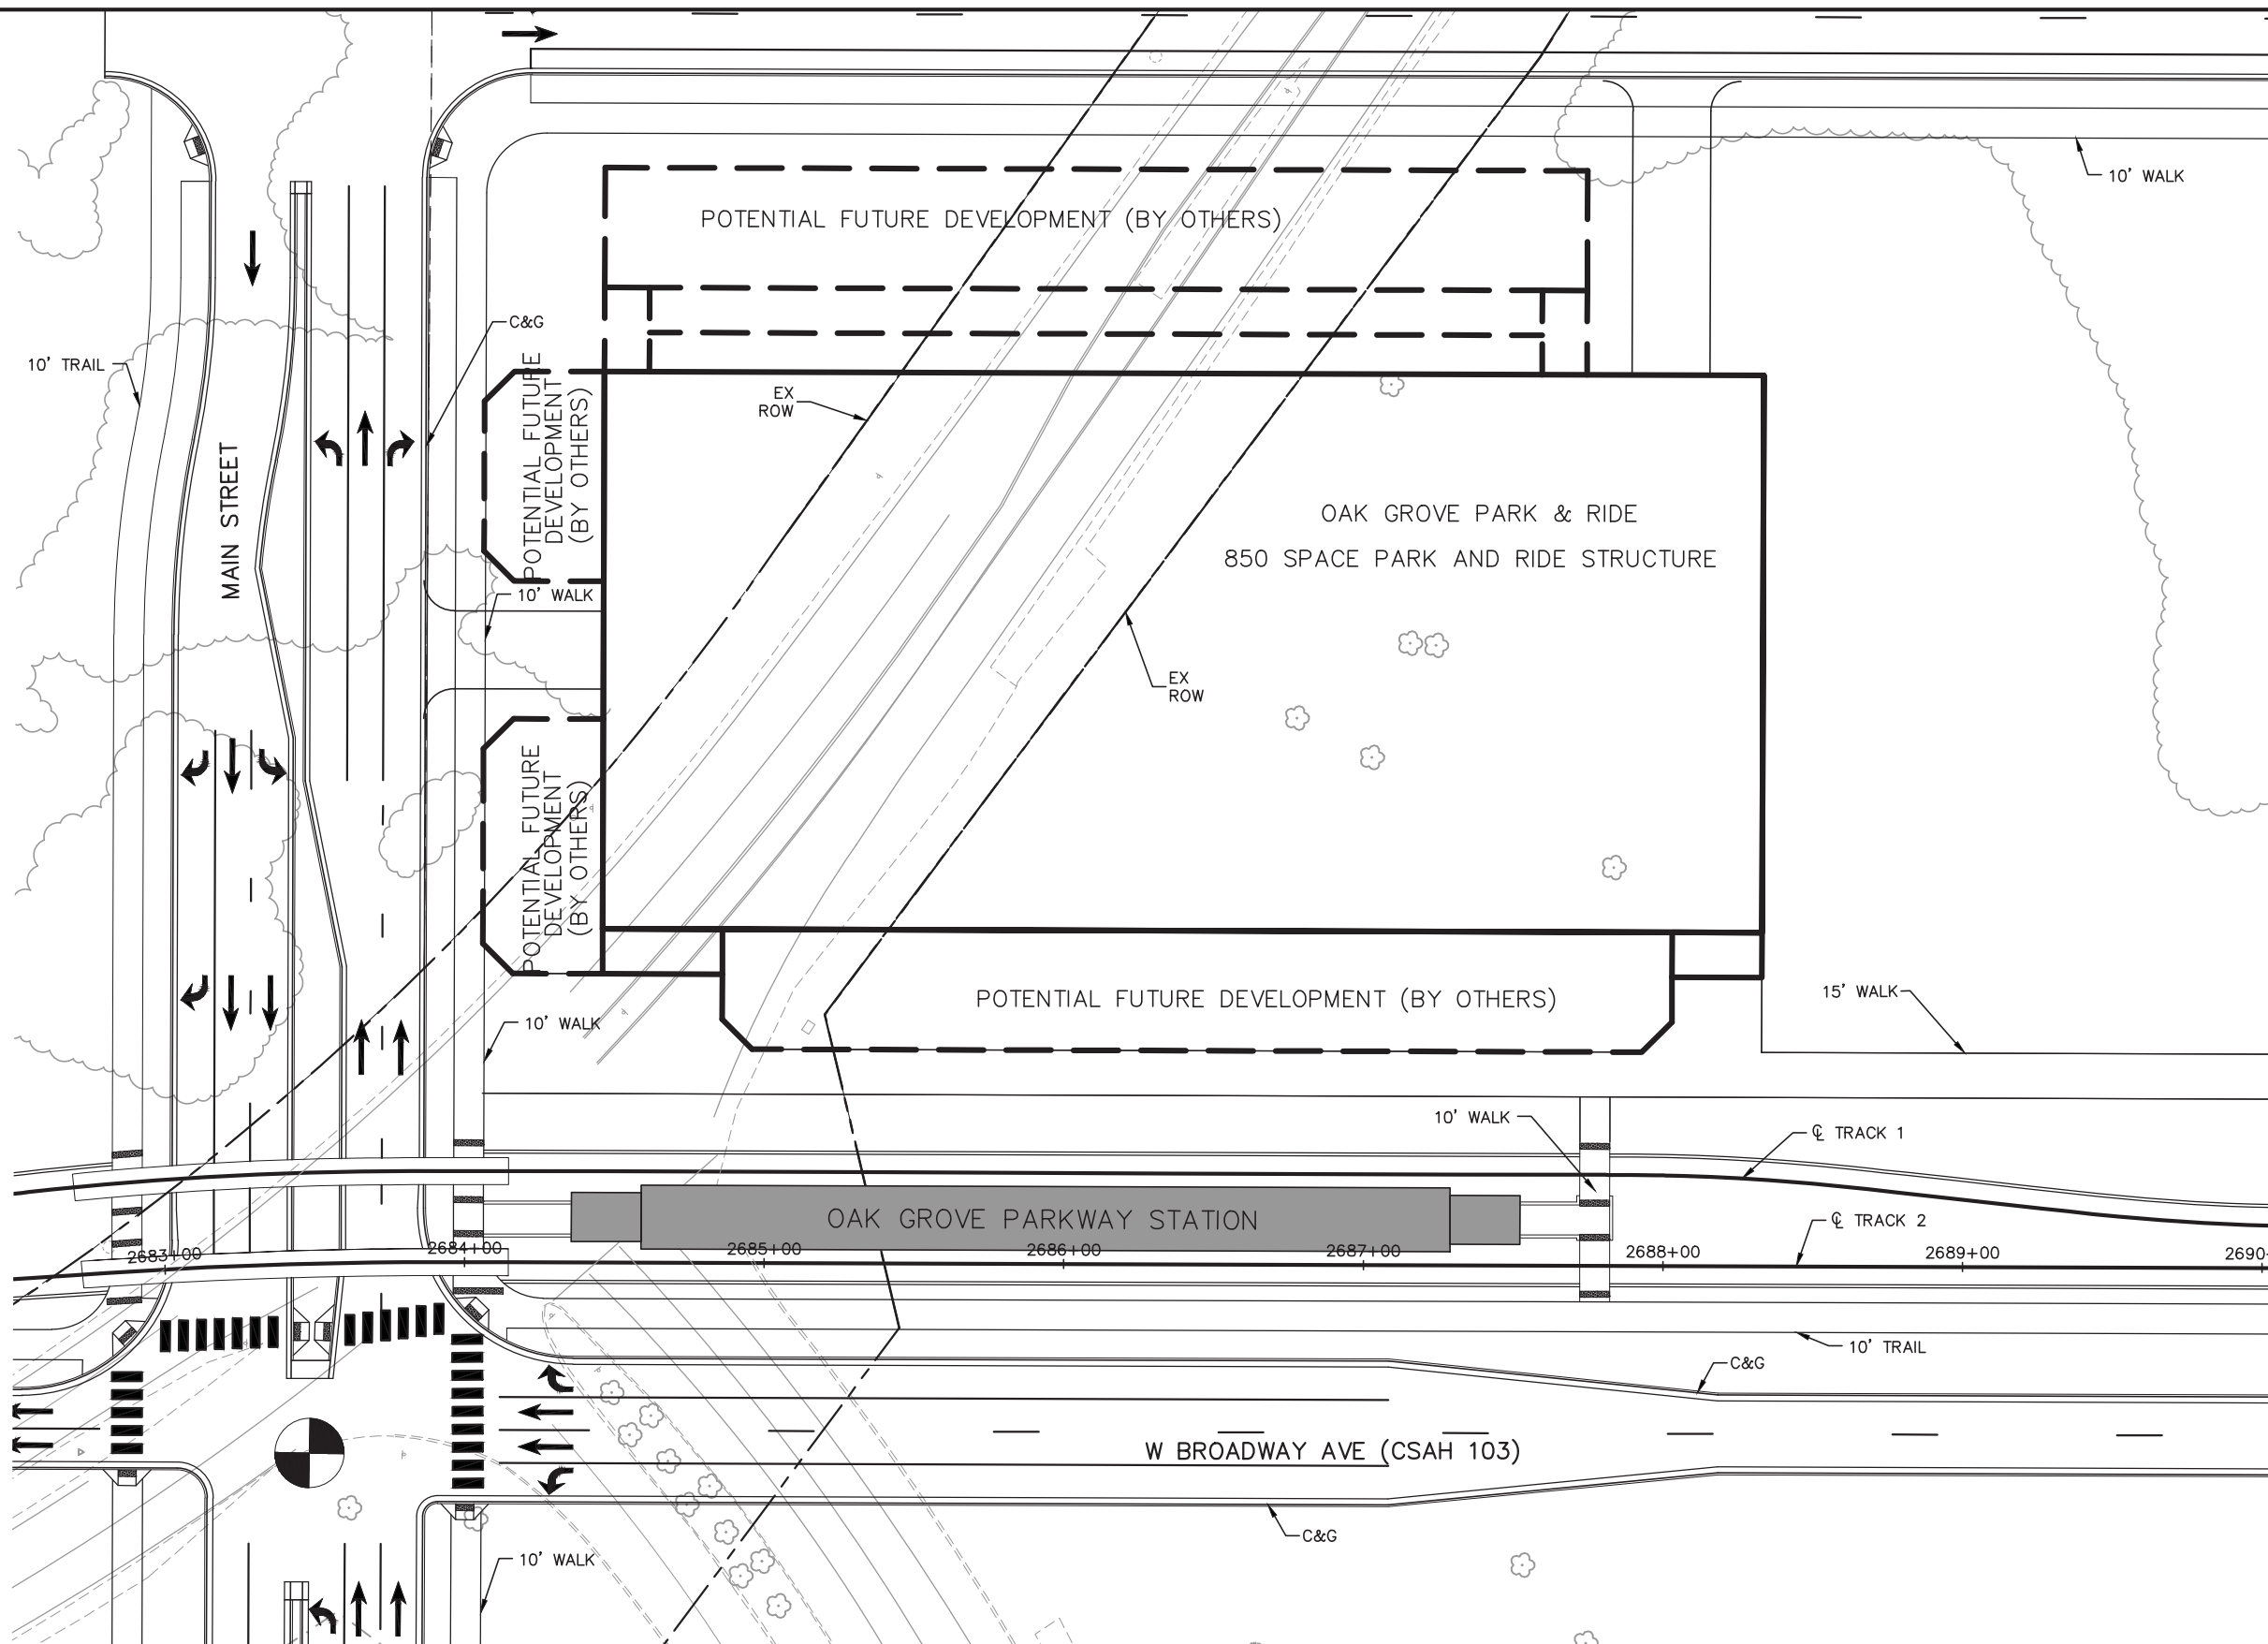 10' WALK
POTENTIAL FUTURE DEVELOPMENT (BY OTHERS)
C&G
10' TRAIL
EX
ROW
POTENTIAL FUTURE
DEVELOPMENT
(BY OTHERS)
MAIN STREET
OAK GROVE PARK & RIDE
850 SPACE PARK AND RIDE STRUCTURE
10' WALK
EX
ROW
POTENTIAL FUTURE
DEVELOPMENT
(BY OTHERS)
POTENTIAL FUTURE DEVELOPMENT (BY OTHERS)
15' WALK
10' WALK
10' WALK
℄ TRACK 1
OAK GROVE PARKWAY STATION
℄ TRACK 2
2683+00
2684+00
2685+00
2686+00
2687+00
2688+00
2689+00
2690
10' TRAIL
C&G
W BROADWAY AVE (CSAH 103)
C&G
10' WALK